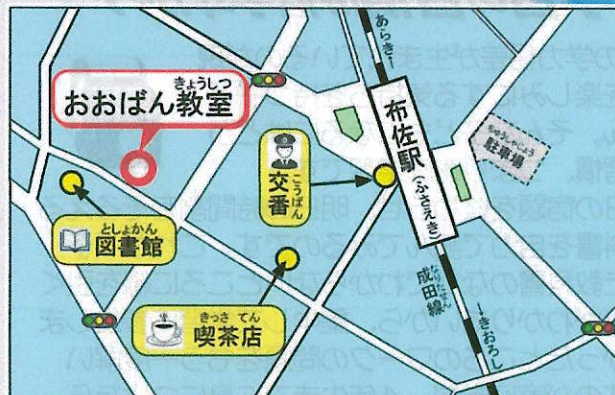 あらき→
きょうしつ
おおばん教室
布佐駅
(ふさえき)
ちゅうしゃじょう
駐車場
こうばん
交番
としょかん
図書館
きっさ てん
喫茶店
なりたせん
成田線
←きおろし